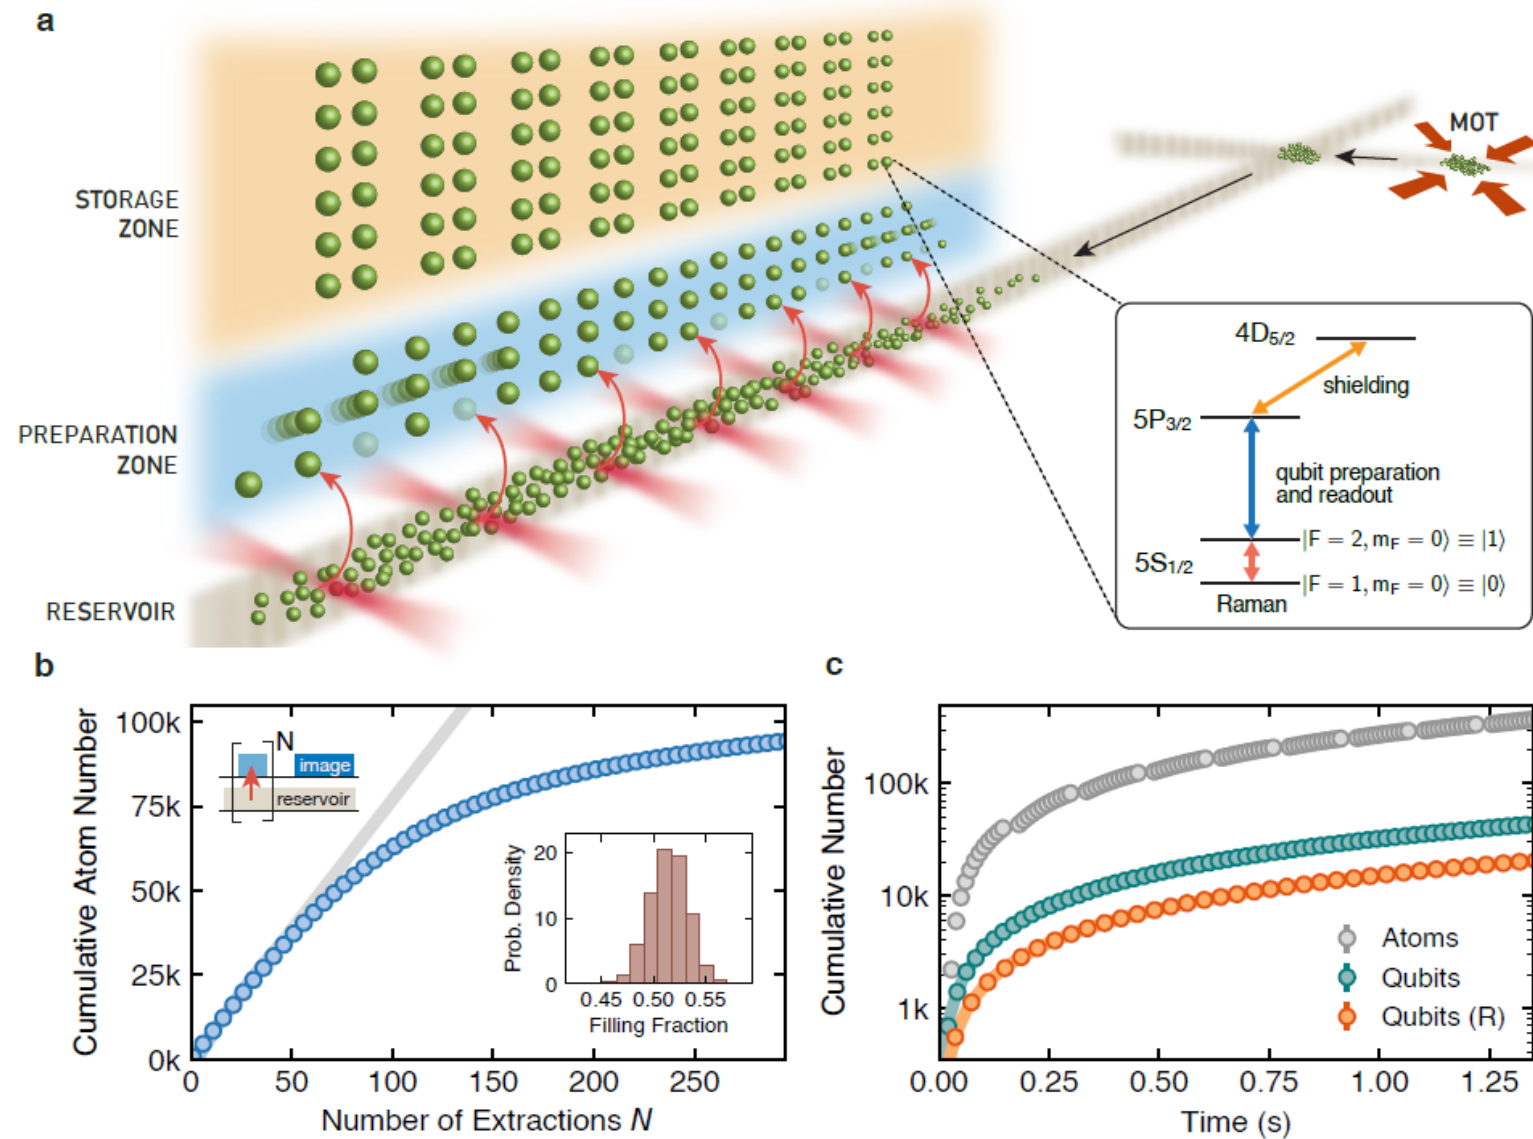 a
MOT
STORAGE
ZONE
PREPARATION
ZONE
RESERVOIR
4D5/2
shielding
5P3/2
qubit preparation
and readout
|F = 2, mF = 0⟩ ≡ |1⟩
5S1/2
|F = 1, mF = 0⟩ ≡ |0⟩
Raman
b
Cumulative Atom Number
100k
75k
50k
25k
0k
0 50 100 150 200 250
Number of Extractions N
N
image
reservoir
Prob. Density
20
10
0
0.45 0.50 0.55
Filling Fraction
c
Cumulative Number
100k
10k
1k
Atoms
Qubits
Qubits (R)
0.00 0.25 0.50 0.75 1.00 1.25
Time (s)